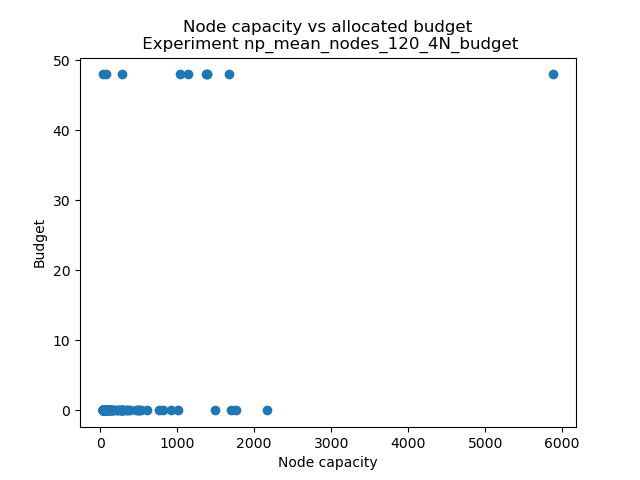 Node capacity vs allocated budget
Experiment np_mean_nodes_120_4N_budget
50
40
30
20
10
0
Budget
0 1000 2000 3000 4000 5000 6000
Node capacity